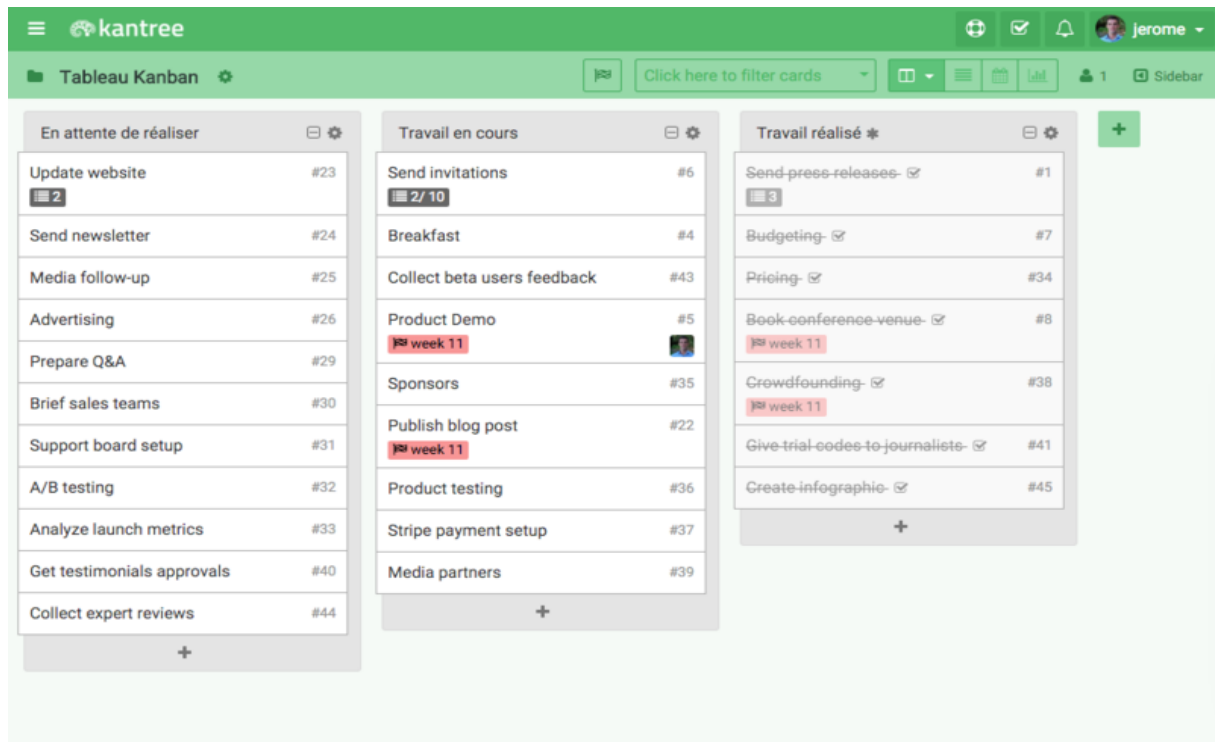 kantree
jerome
Tableau Kanban
Click here to filter cards
1
Sidebar
En attente de réaliser
Update website #23
2
Send newsletter #24
Media follow-up #25
Advertising #26
Prepare Q&A #29
Brief sales teams #30
Support board setup #31
A/B testing #32
Analyze launch metrics #33
Get testimonials approvals #40
Collect expert reviews #44
+
Travail en cours
Send invitations #6
2/ 10
Breakfast #4
Collect beta users feedback #43
Product Demo #5
week 11
Sponsors #35
Publish blog post #22
week 11
Product testing #36
Stripe payment setup #37
Media partners #39
+
Travail réalisé ✱
Send press releases #1
3
Budgeting #7
Pricing #34
Book conference venue #8
week 11
Crowdfounding #38
week 11
Give trial codes to journalists #41
Create infographic #45
+
+